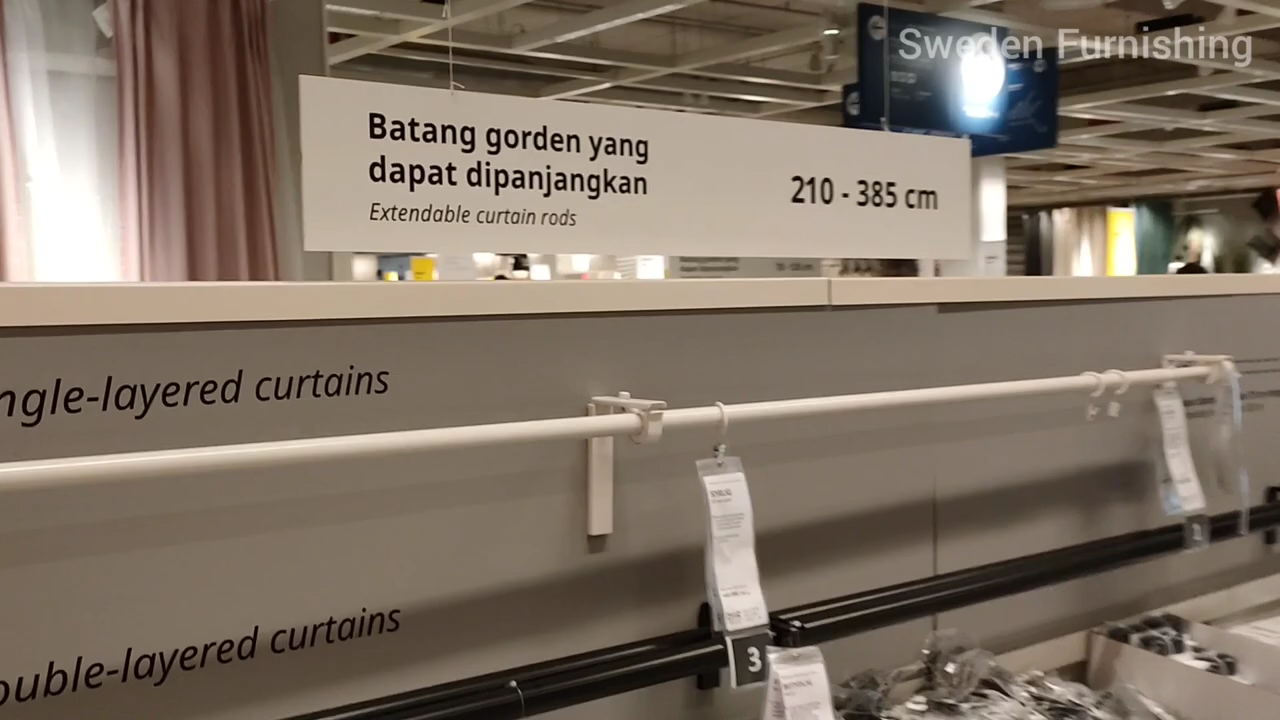 Sweden Furnishing
Batang gorden yang
dapat dipanjangkan
Extendable curtain rods
210 - 385 cm
ngle-layered curtains
ouble-layered curtains
3